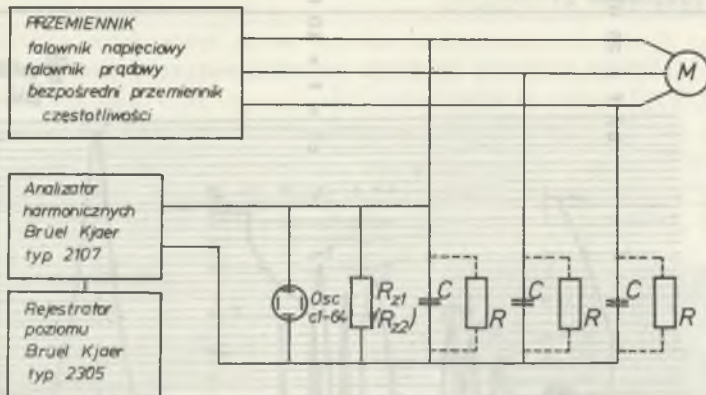 PRZEMIENNIK
falownik napięciowy
falownik prądowy
bezpośredni przemiennik
częstotliwości
M
Analizator
harmonicznych
Brüel Kjaer
typ 2107
Osc
c1-64
Rz1
(Rz2)
C
R
C
R
C
R
Rejestrator
poziomu
Brüel Kjaer
typ 2305